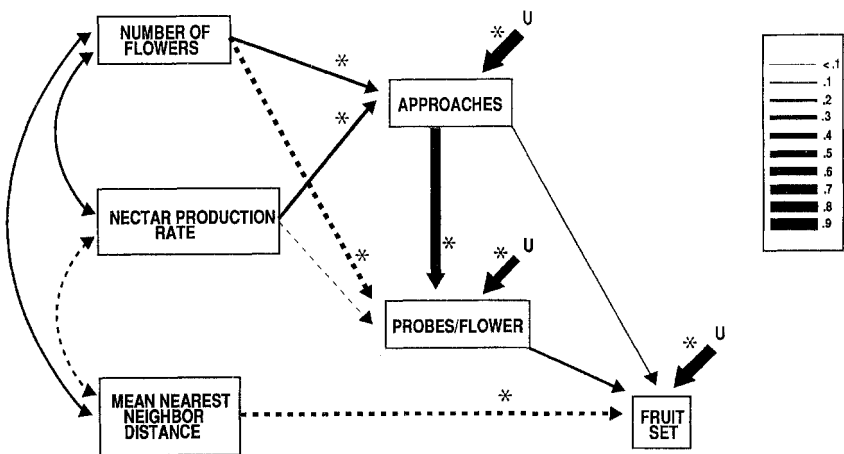 NUMBER OF
FLOWERS
*
U
*
APPROACHES
*
NECTAR PRODUCTION
RATE
*
*
*
U
PROBES/FLOWER
*
U
MEAN NEAREST
NEIGHBOR
DISTANCE
*
FRUIT
SET
< .1
.1
.2
.3
.4
.5
.6
.7
.8
.9